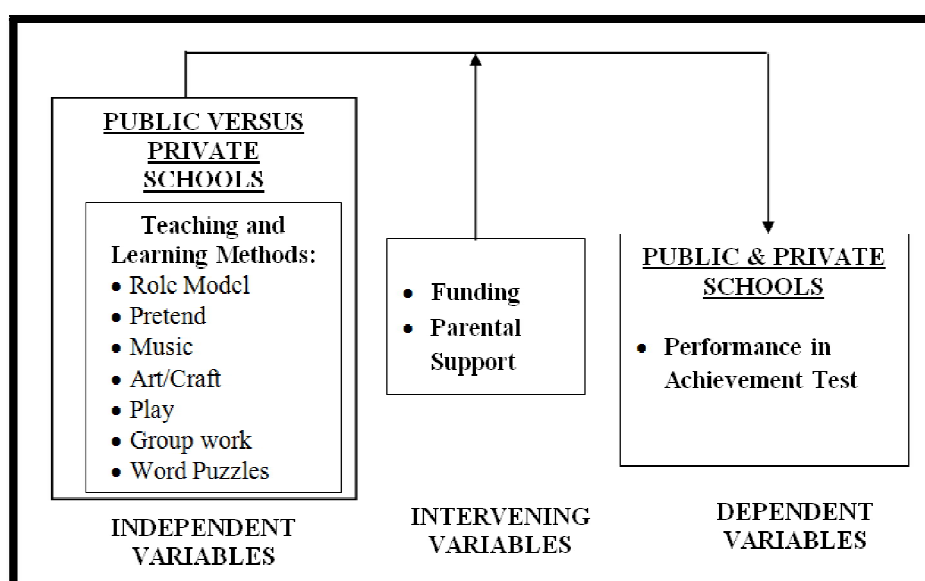 PUBLIC VERSUS
PRIVATE
SCHOOLS
Teaching and
Learning Methods:
• Role Model
• Pretend
• Music
• Art/Craft
• Play
• Group work
• Word Puzzles
INDEPENDENT
VARIABLES
• Funding
• Parental
Support
INTERVENING
VARIABLES
PUBLIC & PRIVATE
SCHOOLS
• Performance in
Achievement Test
DEPENDENT
VARIABLES